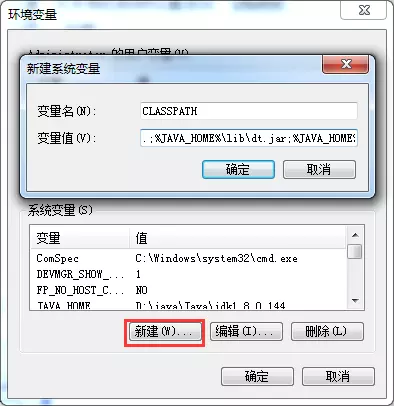 环境变量
Administrator 的用户变量(U)
新建系统变量
变量名(N):
CLASSPATH
变量值(V):
.;%JAVA_HOME%\lib\dt.jar;%JAVA_HOME%
确定
取消
系统变量(S)
变量 值
ComSpec C:\Windows\system32\cmd.exe
DEVMGR_SHOW_... 1
FP_NO_HOST_C... NO
JAVA_HOME D:\java\Java\jdk1.8.0_144
新建(W)... 编辑(I)... 删除(L)
确定 取消